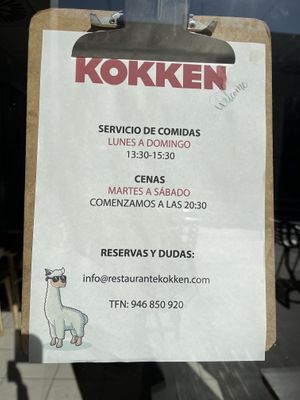 KOKKEN
Welcome
SERVICIO DE COMIDAS
LUNES A DOMINGO
13:30-15:30
CENAS
MARTES A SÁBADO
COMENZAMOS A LAS 20:30
RESERVAS Y DUDAS:
info@restaurantekokken.com
TFN: 946 850 920